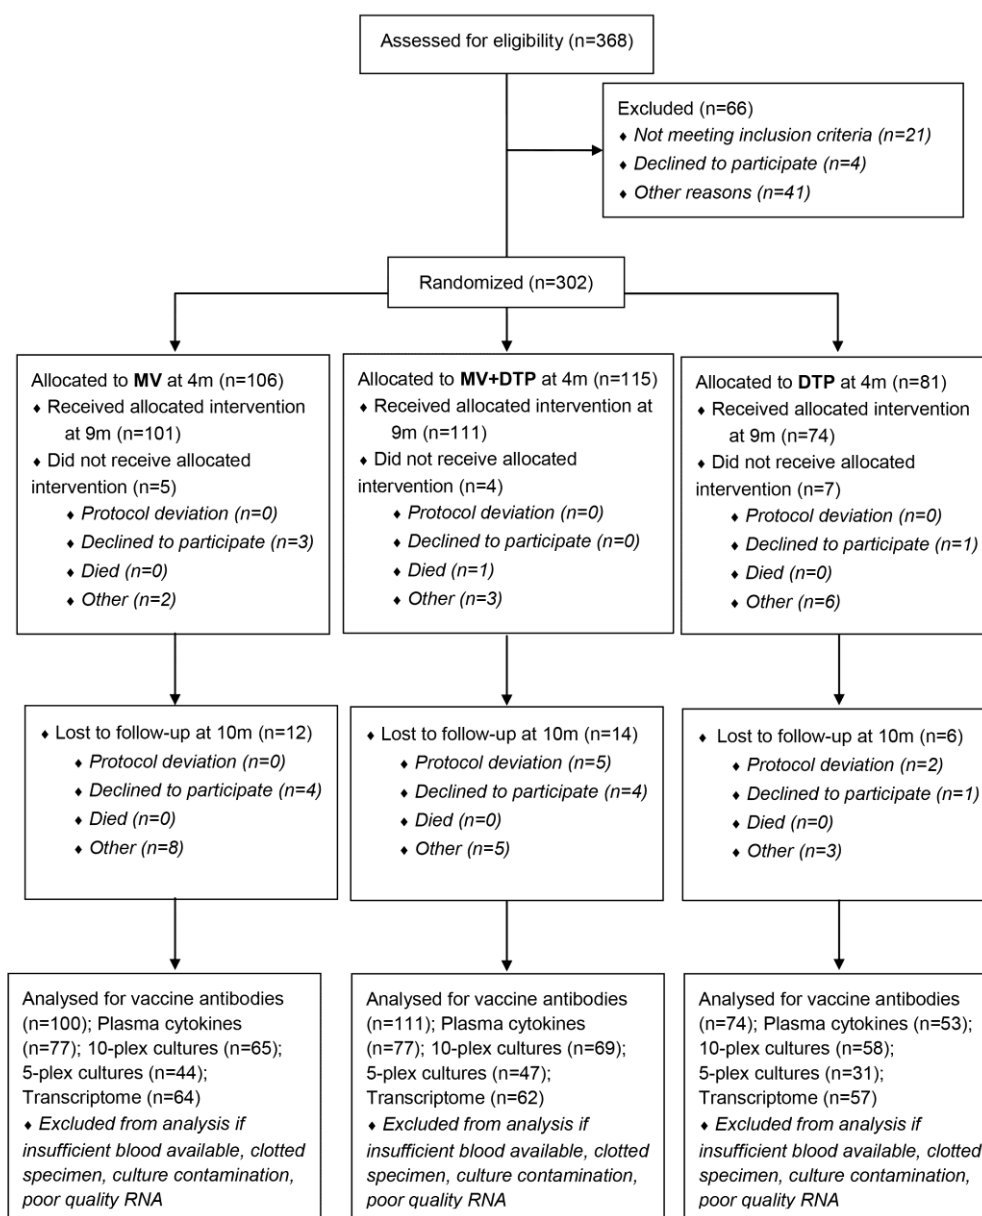 Assessed for eligibility (n=368)
Excluded (n=66)
♦ Not meeting inclusion criteria (n=21)
♦ Declined to participate (n=4)
♦ Other reasons (n=41)
Randomized (n=302)
Allocated to MV at 4m (n=106)
♦ Received allocated intervention
at 9m (n=101)
♦ Did not receive allocated
intervention (n=5)
♦ Protocol deviation (n=0)
♦ Declined to participate (n=3)
♦ Died (n=0)
♦ Other (n=2)
Allocated to MV+DTP at 4m (n=115)
♦ Received allocated intervention at
9m (n=111)
♦ Did not receive allocated
intervention (n=4)
♦ Protocol deviation (n=0)
♦ Declined to participate (n=0)
♦ Died (n=1)
♦ Other (n=3)
Allocated to DTP at 4m (n=81)
♦ Received allocated intervention
at 9m (n=74)
♦ Did not receive allocated
intervention (n=7)
♦ Protocol deviation (n=0)
♦ Declined to participate (n=1)
♦ Died (n=0)
♦ Other (n=6)
♦ Lost to follow-up at 10m (n=12)
♦ Protocol deviation (n=0)
♦ Declined to participate (n=4)
♦ Died (n=0)
♦ Other (n=8)
♦ Lost to follow-up at 10m (n=14)
♦ Protocol deviation (n=5)
♦ Declined to participate (n=4)
♦ Died (n=0)
♦ Other (n=5)
♦ Lost to follow-up at 10m (n=6)
♦ Protocol deviation (n=2)
♦ Declined to participate (n=1)
♦ Died (n=0)
♦ Other (n=3)
Analysed for vaccine antibodies
(n=100); Plasma cytokines
(n=77); 10-plex cultures (n=65);
5-plex cultures (n=44);
Transcriptome (n=64)
♦ Excluded from analysis if
insufficient blood available, clotted
specimen, culture contamination,
poor quality RNA
Analysed for vaccine antibodies
(n=111); Plasma cytokines
(n=77); 10-plex cultures (n=69);
5-plex cultures (n=47);
Transcriptome (n=62)
♦ Excluded from analysis if
insufficient blood available, clotted
specimen, culture contamination,
poor quality RNA
Analysed for vaccine antibodies
(n=74); Plasma cytokines (n=53);
10-plex cultures (n=58);
5-plex cultures (n=31);
Transcriptome (n=57)
♦ Excluded from analysis if
insufficient blood available, clotted
specimen, culture contamination,
poor quality RNA